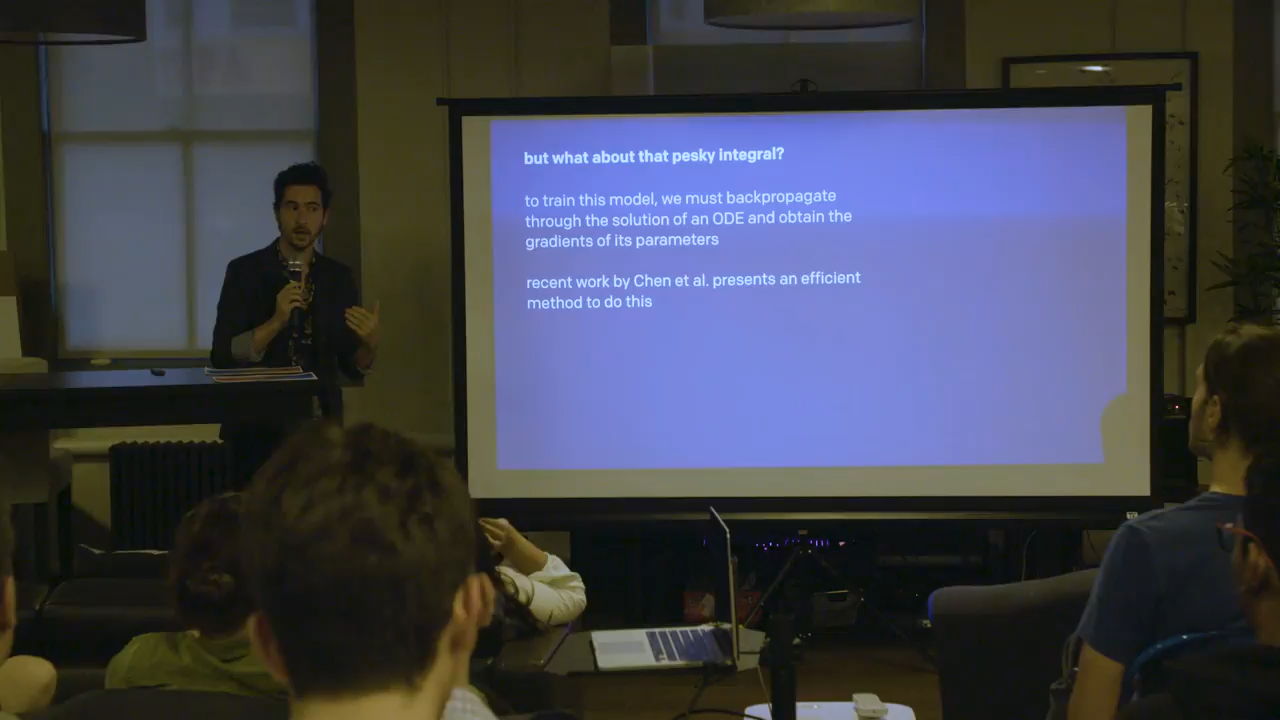 but what about that pesky integral?
to train this model, we must backpropagate
through the solution of an ODE and obtain the
gradients of its parameters
recent work by Chen et al. presents an efficient
method to do this